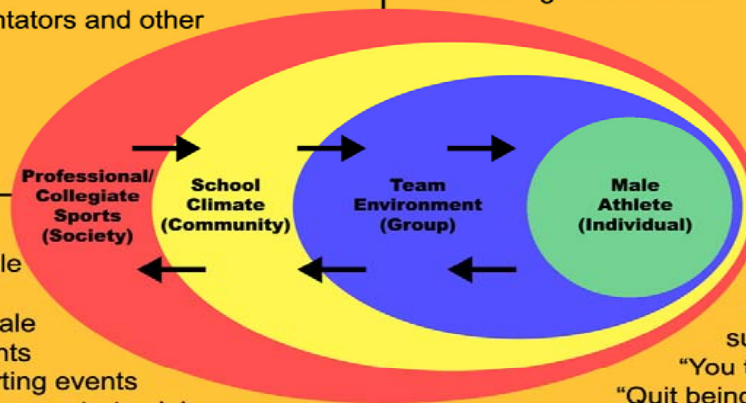 ntators and other
Professional/
Collegiate
Sports
(Society)
School
Climate
(Community)
Team
Environment
(Group)
Male
Athlete
(Individual)
le
ale
nts
rting events
su
"You t
"Quit being